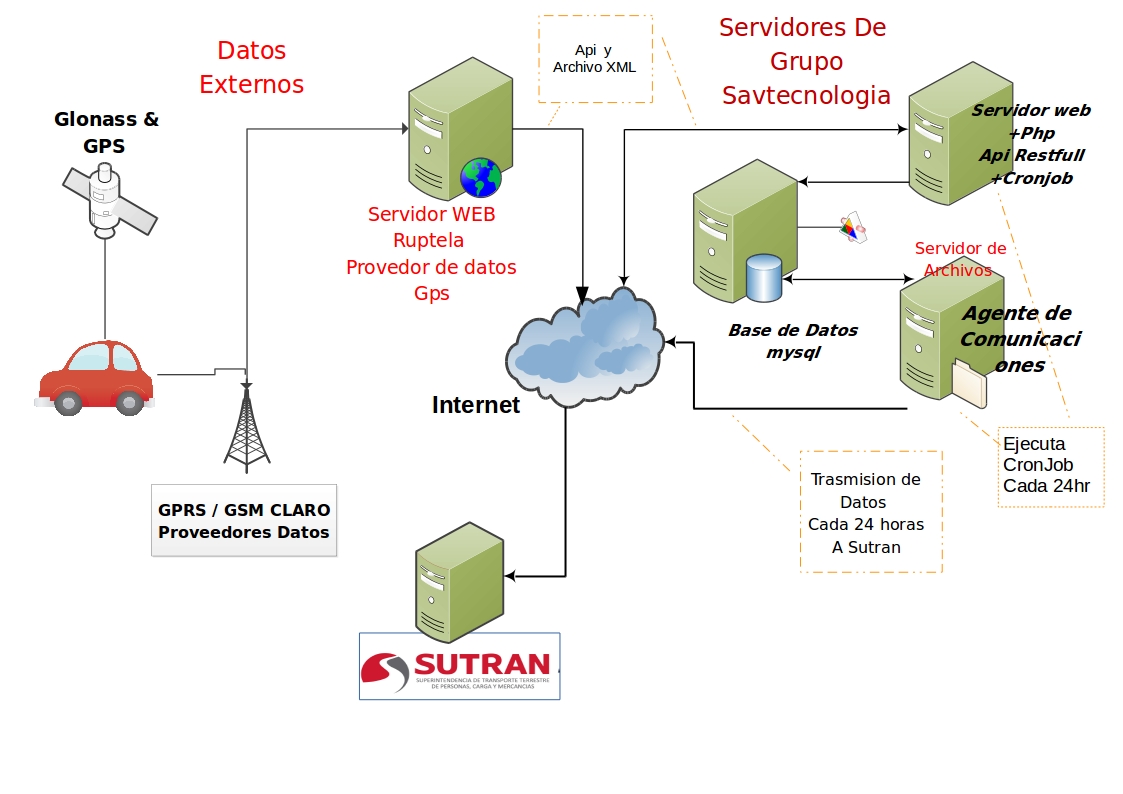 Datos
Externos
Api y
Archivo XML
Servidores De
Grupo
Savtecnologia
Glonass &
GPS
Servidor web
+Php
Api Restfull
+Cronjob
Servidor WEB
Ruptela
Provedor de datos
Gps
Servidor de
Archivos
Agente de
Comunicaci
ones
Base de Datos
mysql
Internet
Ejecuta
CronJob
Cada 24hr
Trasmision de
Datos
Cada 24 horas
A Sutran
GPRS / GSM CLARO
Proveedores Datos
SUTRAN
SUPERINTENDENCIA DE TRANSPORTE TERRESTRE
DE PERSONAS, CARGA Y MERCANCIAS